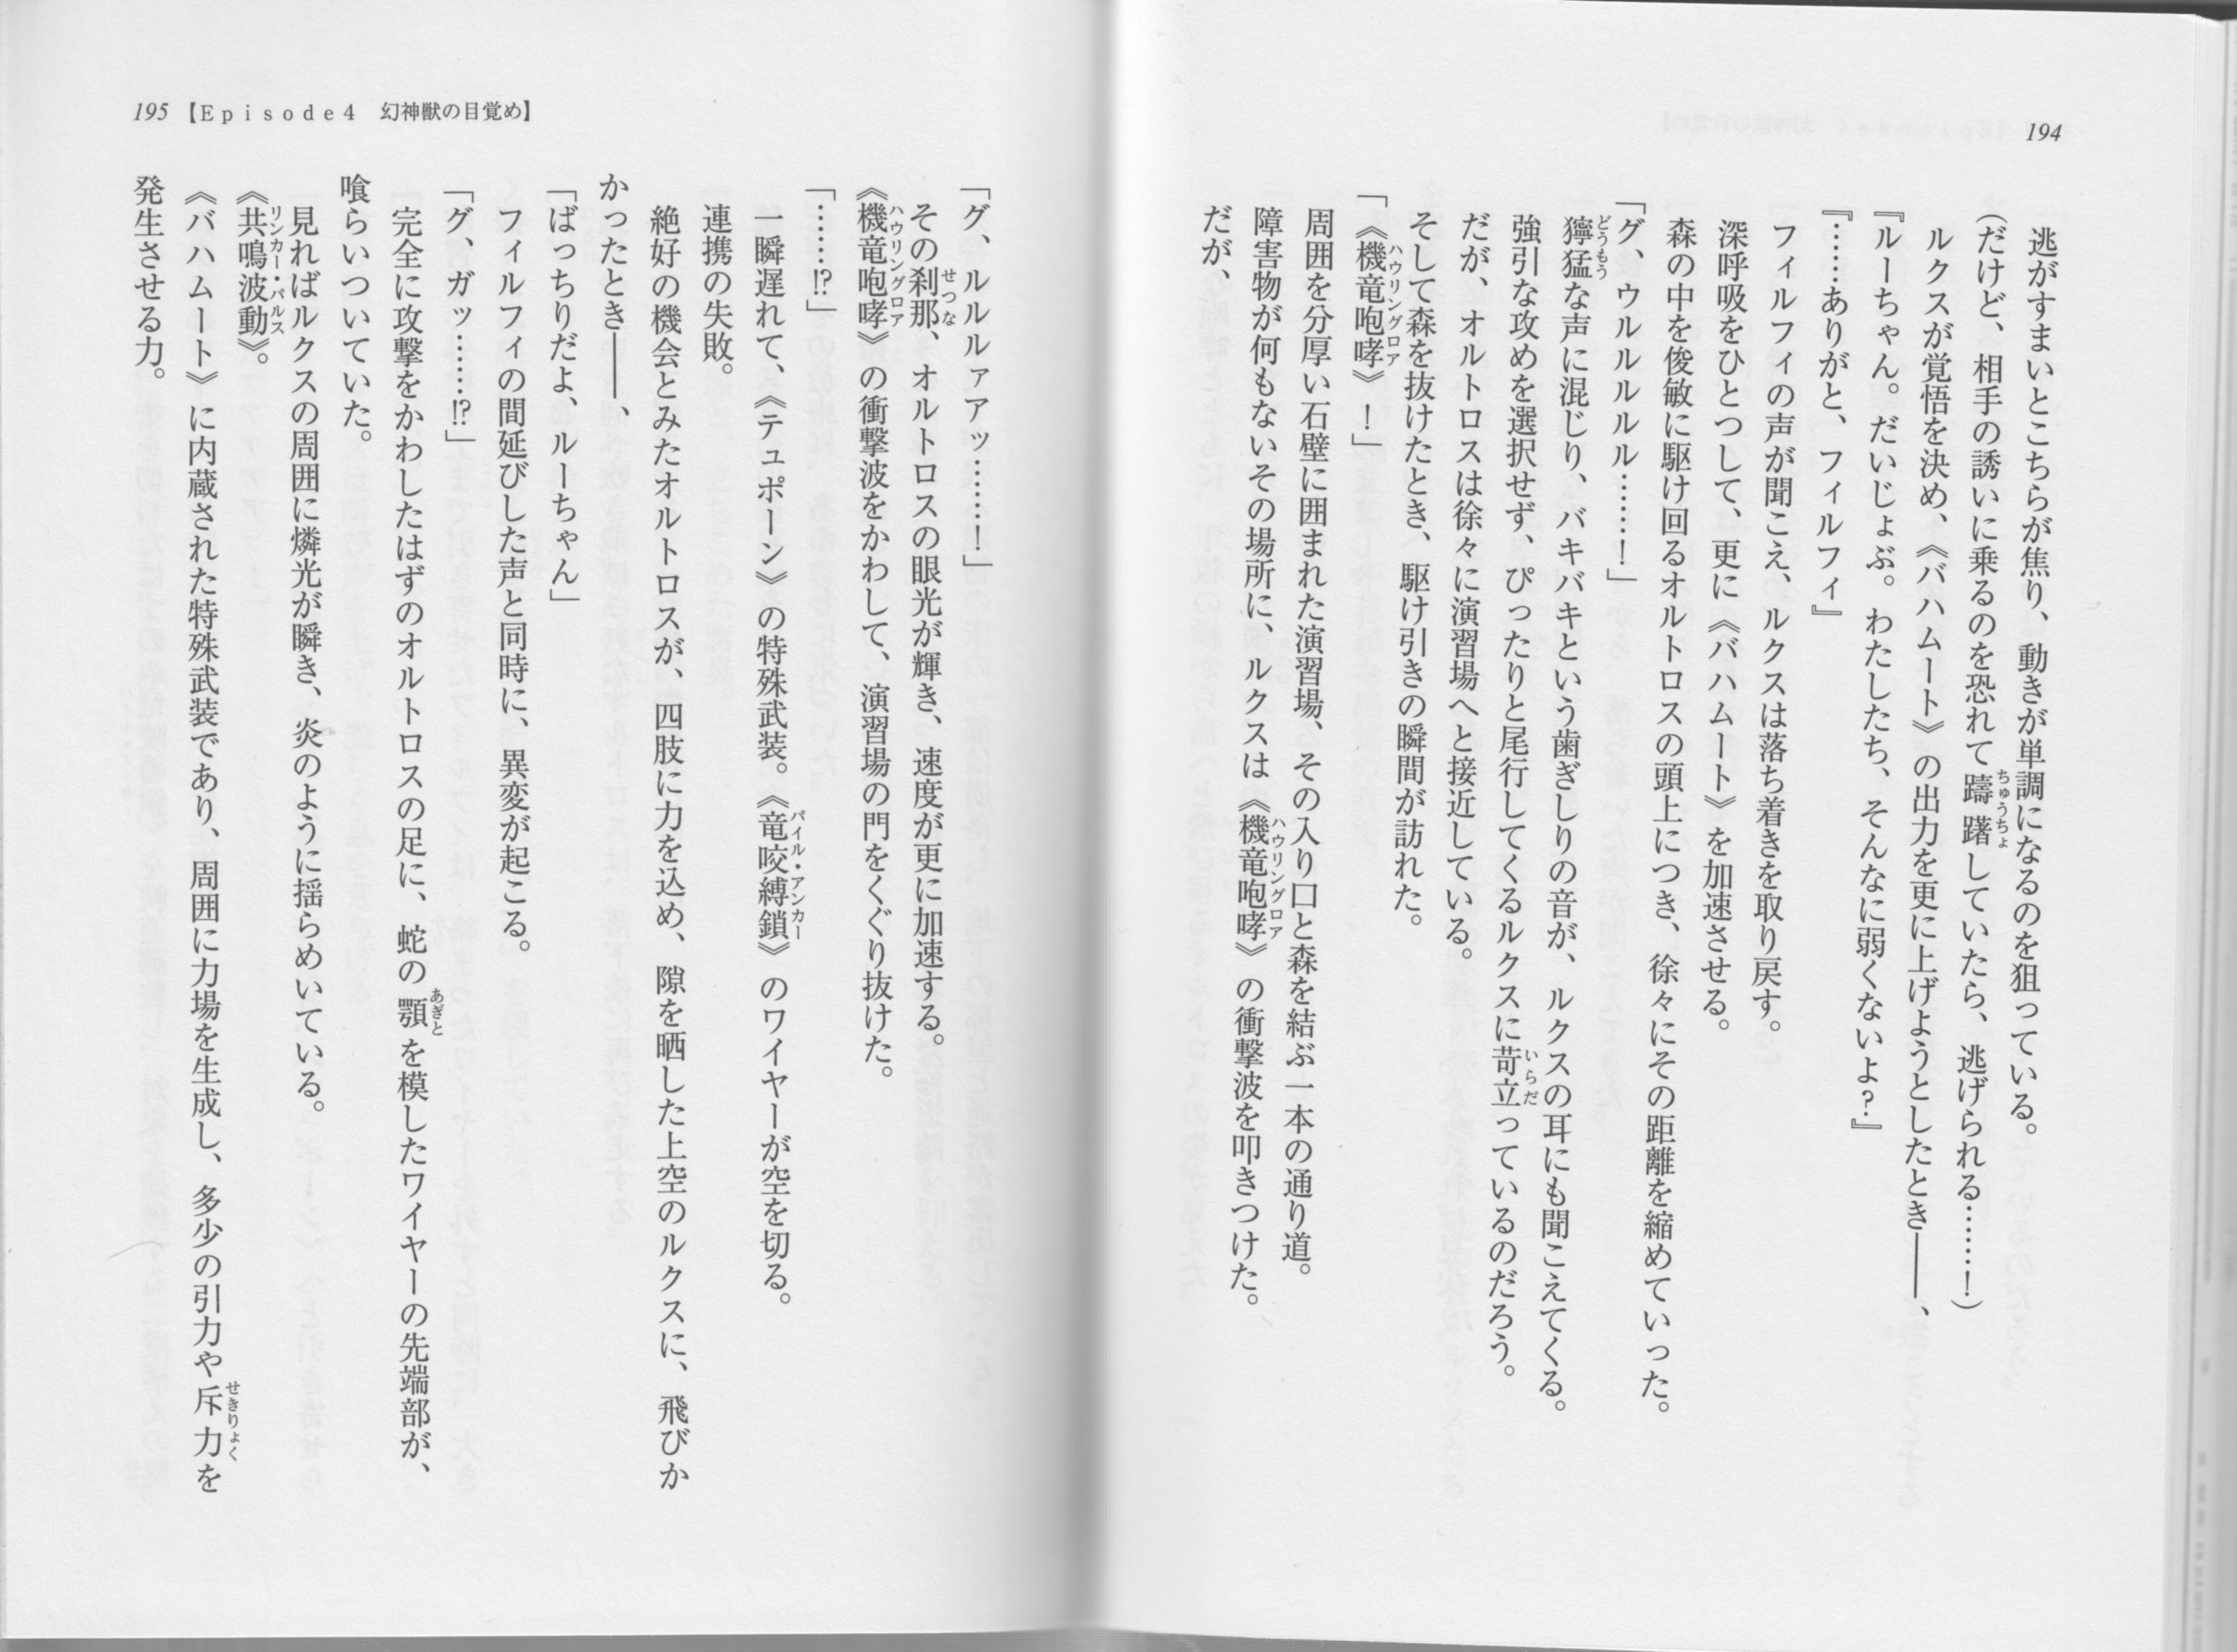 194
逃がすまいとこちらが焦り、動きが単調になるのを狙っている。
(だけど、相手の誘いに乗るのを恐れて躊躇していたら、逃げられる……!)
ルクスが覚悟を決め、《バハムート》の出力を更に上げようとしたとき――、
『ルーちゃん。だいじょぶ。わたしたち、そんなに弱くないよ?』
『……ありがと、フィルフィ』
フィルフィの声が聞こえ、ルクスは落ち着きを取り戻す。
深呼吸をひとつして、更に《バハムート》を加速させる。
森の中を俊敏に駆け回るオルトロスの頭上につき、徐々にその距離を縮めていった。
「グ、ウルルルルル……!」
獰猛な声に混じり、バキバキという歯ぎしりの音が、ルクスの耳にも聞こえてくる。
強引な攻めを選択せず、ぴったりと尾行してくるルクスに苛立っているのだろう。
だが、オルトロスは徐々に演習場へと接近している。
そして森を抜けたとき、駆け引きの瞬間が訪れた。
「《機竜咆哮》!」
周囲を分厚い石壁に囲まれた演習場、その入り口と森を結ぶ一本の通り道。
障害物が何もないその場所に、ルクスは《機竜咆哮》の衝撃波を叩きつけた。
だが、
195【Episode4 幻神獣の目覚め】
「グ、ルルルァアッ……!」
その刹那、オルトロスの眼光が輝き、速度が更に加速する。
《機竜咆哮》の衝撃波をかわして、演習場の門をくぐり抜けた。
「……!?」
一瞬遅れて、《テュポーン》の特殊武装。《竜咬縛鎖》のワイヤーが空を切る。
連携の失敗。
絶好の機会とみたオルトロスが、四肢に力を込め、隙を晒した上空のルクスに、飛びか
かったとき――、
「ばっちりだよ、ルーちゃん」
フィルフィの間延びした声と同時に、異変が起こる。
「グ、ガッ……!?」
完全に攻撃をかわしたはずのオルトロスの足に、蛇の顎を模したワイヤーの先端部が、
喰らいついていた。
見ればルクスの周囲に燐光が瞬き、炎のように揺らめいている。
《共鳴波動》。
《バハムート》に内蔵された特殊武装であり、周囲に力場を生成し、多少の引力や斥力を
発生させる力。